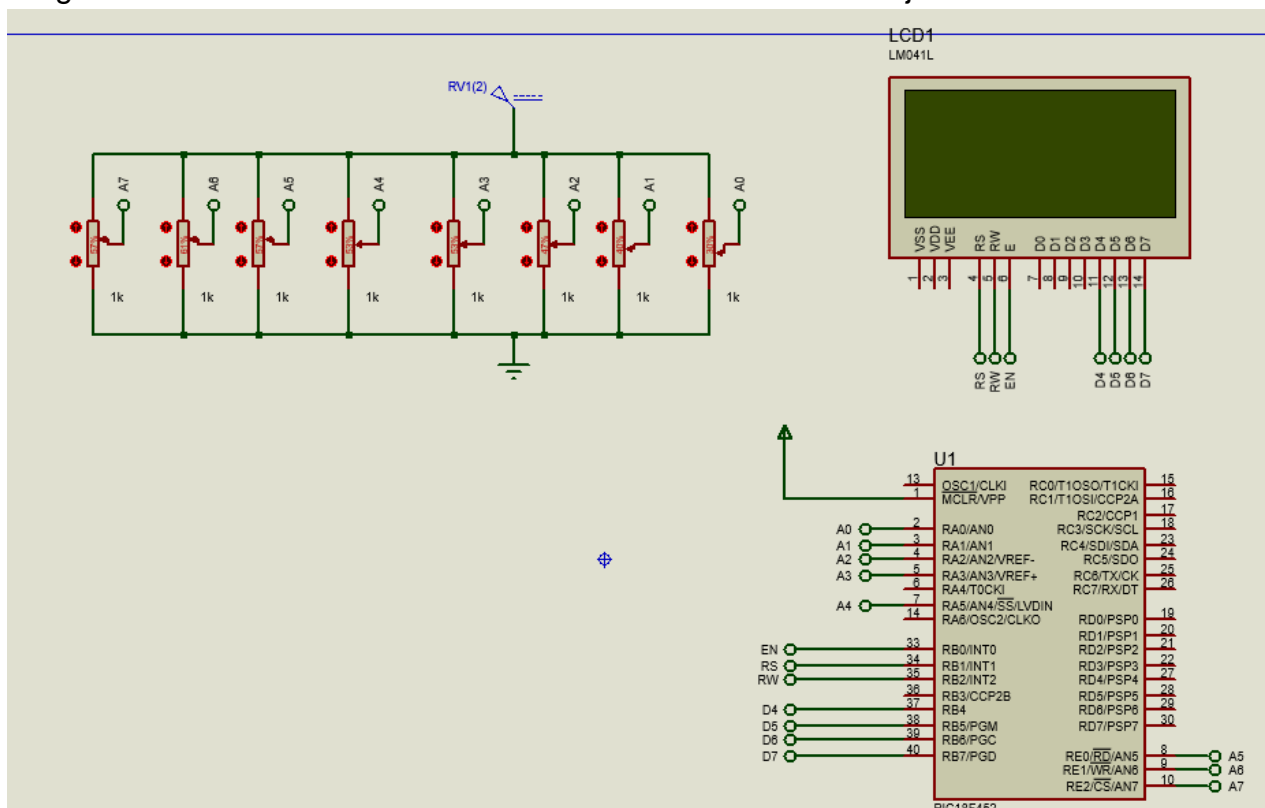 LCD1
LM041L
RV1(2)
A7
A6
A5
A4
A3
A2
A1
A0
57%
61%
57%
53%
53%
47%
40%
30%
1k
1k
1k
1k
1k
1k
1k
1k
VSS
VDD
VEE
RS
RW
E
D0
D1
D2
D3
D4
D5
D6
D7
1
2
3
4
5
6
7
8
9
10
11
12
13
14
RS
RW
EN
D4
D5
D6
D7
U1
13 OSC1/CLKI RC0/T1OSO/T1CKI 15
1 MCLR/VPP RC1/T1OSI/CCP2A 16
RC2/CCP1 17
A0 2 RA0/AN0 RC3/SCK/SCL 18
A1 3 RA1/AN1 RC4/SDI/SDA 23
A2 4 RA2/AN2/VREF- RC5/SDO 24
A3 5 RA3/AN3/VREF+ RC6/TX/CK 25
6 RA4/T0CKI RC7/RX/DT 26
A4 7 RA5/AN4/SS/LVDIN
14 RA6/OSC2/CLKO RD0/PSP0 19
RD1/PSP1 20
EN 33 RB0/INT0 RD2/PSP2 21
RS 34 RB1/INT1 RD3/PSP3 22
RW 35 RB2/INT2 RD4/PSP4 27
36 RB3/CCP2B RD5/PSP5 28
D4 37 RB4 RD6/PSP6 29
D5 38 RB5/PGM RD7/PSP7 30
D6 39 RB6/PGC
D7 40 RB7/PGD RE0/RD/AN5 8 A5
RE1/WR/AN6 9 A6
RE2/CS/AN7 10 A7
PIC18F452